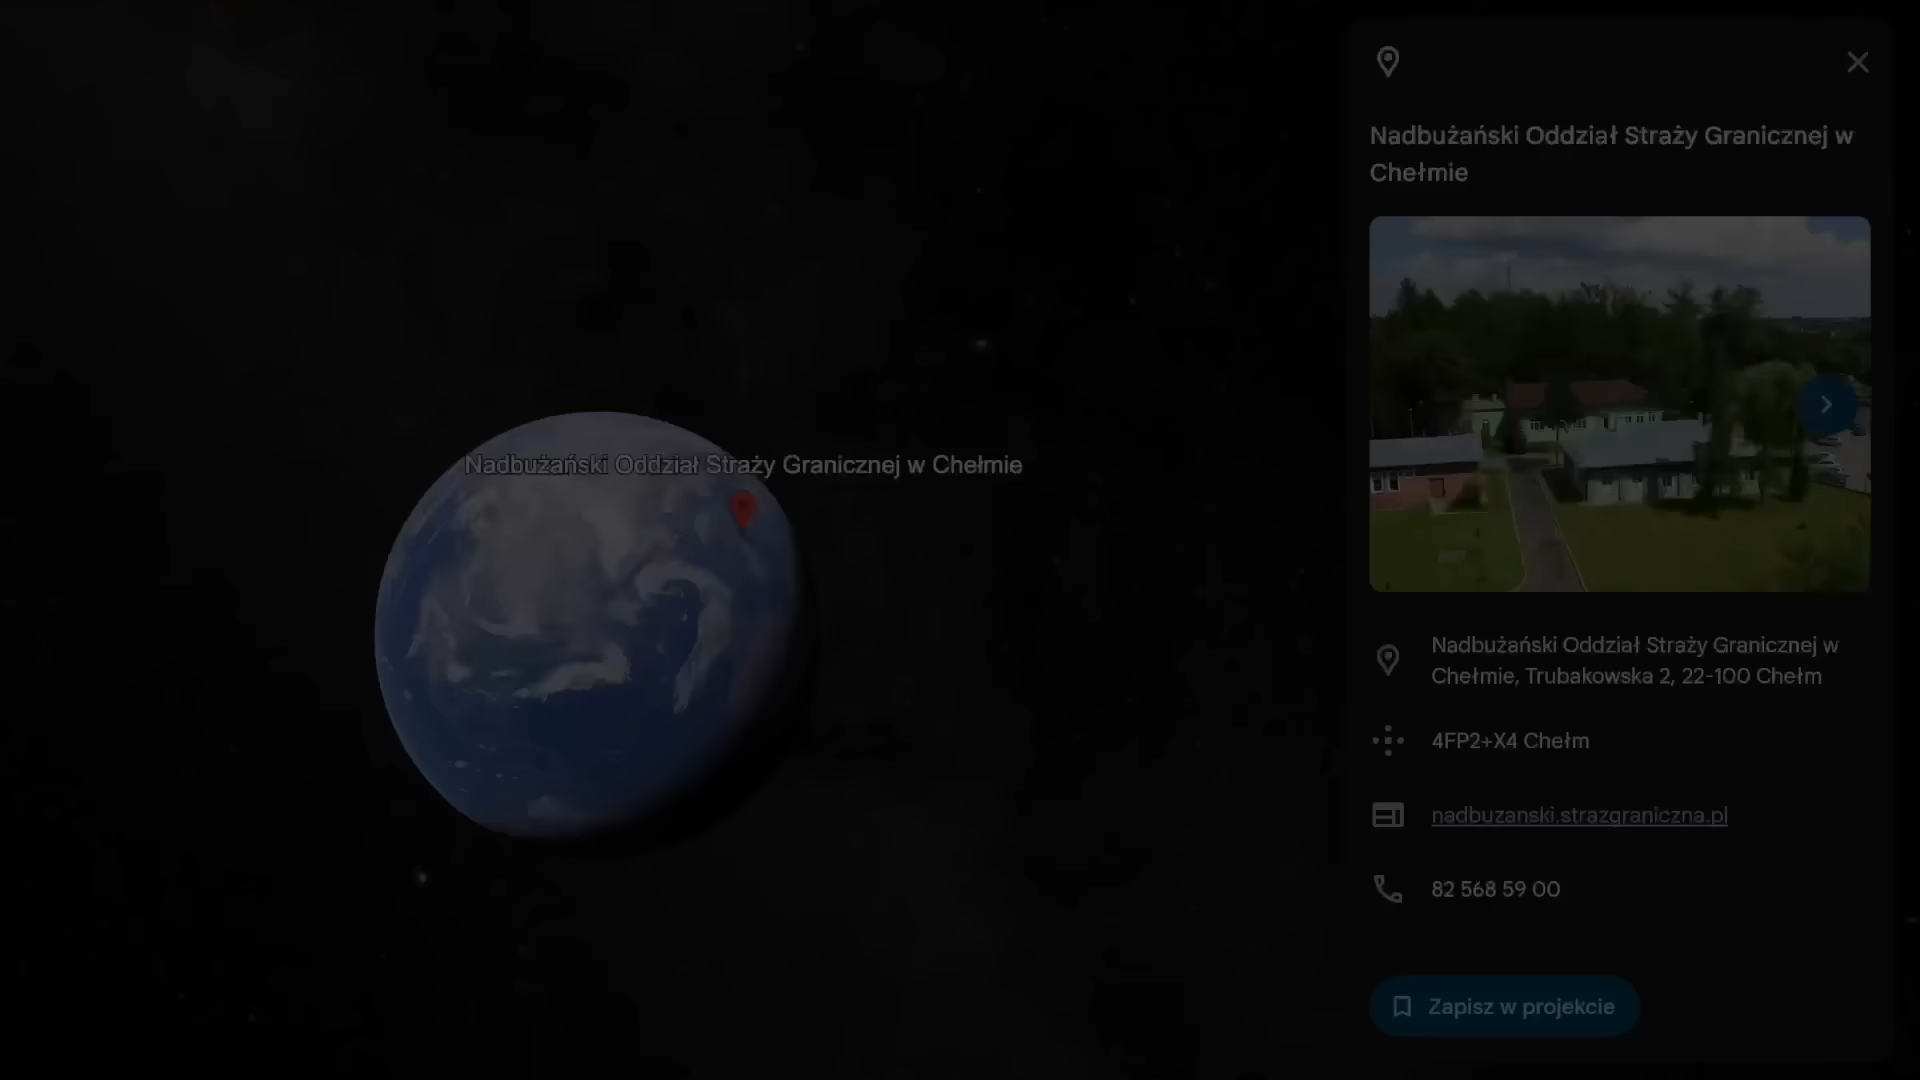 Nadbużański Oddział Straży Granicznej w Chełmie
Nadbużański Oddział Straży Granicznej w
Chełmie
Nadbużański Oddział Straży Granicznej w
Chełmie, Trubakowska 2, 22-100 Chełm
4FP2+X4 Chełm
nadbuzanski.strazgraniczna.pl
82 568 59 00
Zapisz w projekcie